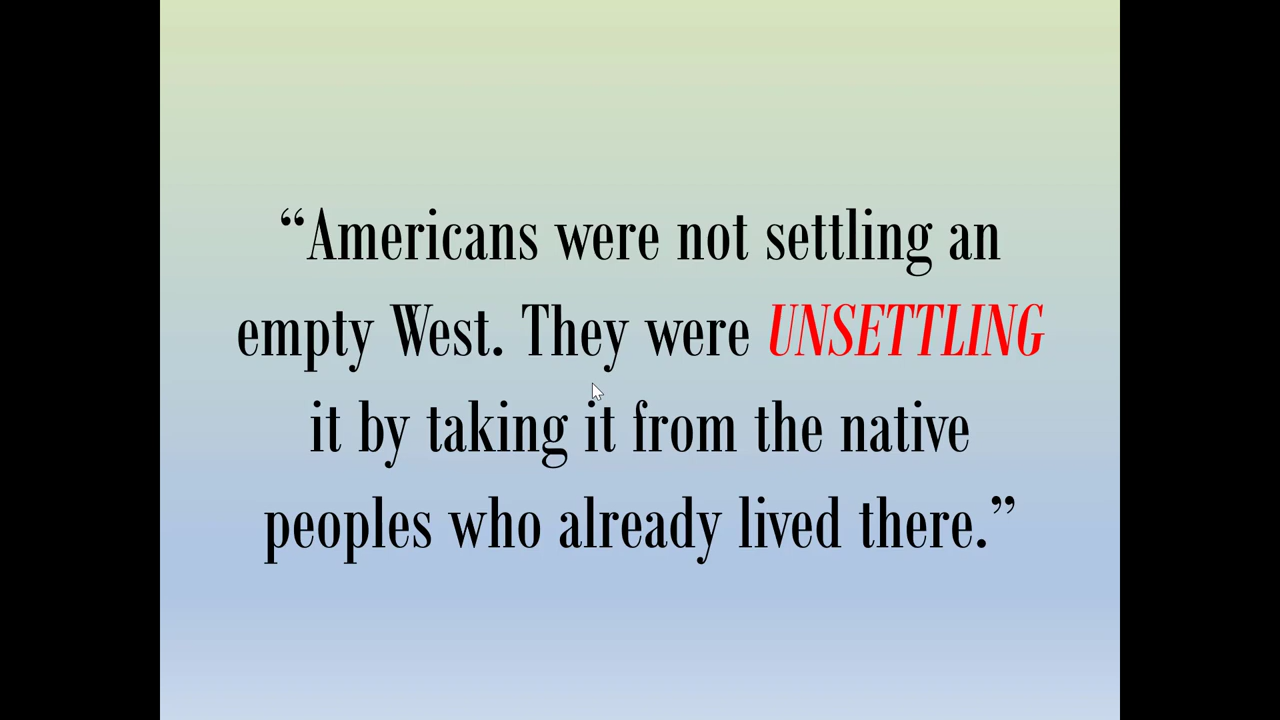 “Americans were not settling an
empty West. They were UNSETTLING
it by taking it from the native
peoples who already lived there.”